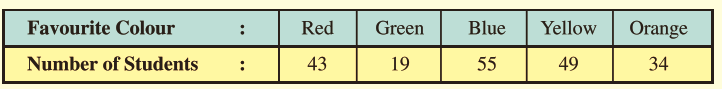 Favourite Colour : Red Green Blue Yellow Orange
Number of Students : 43 19 55 49 34